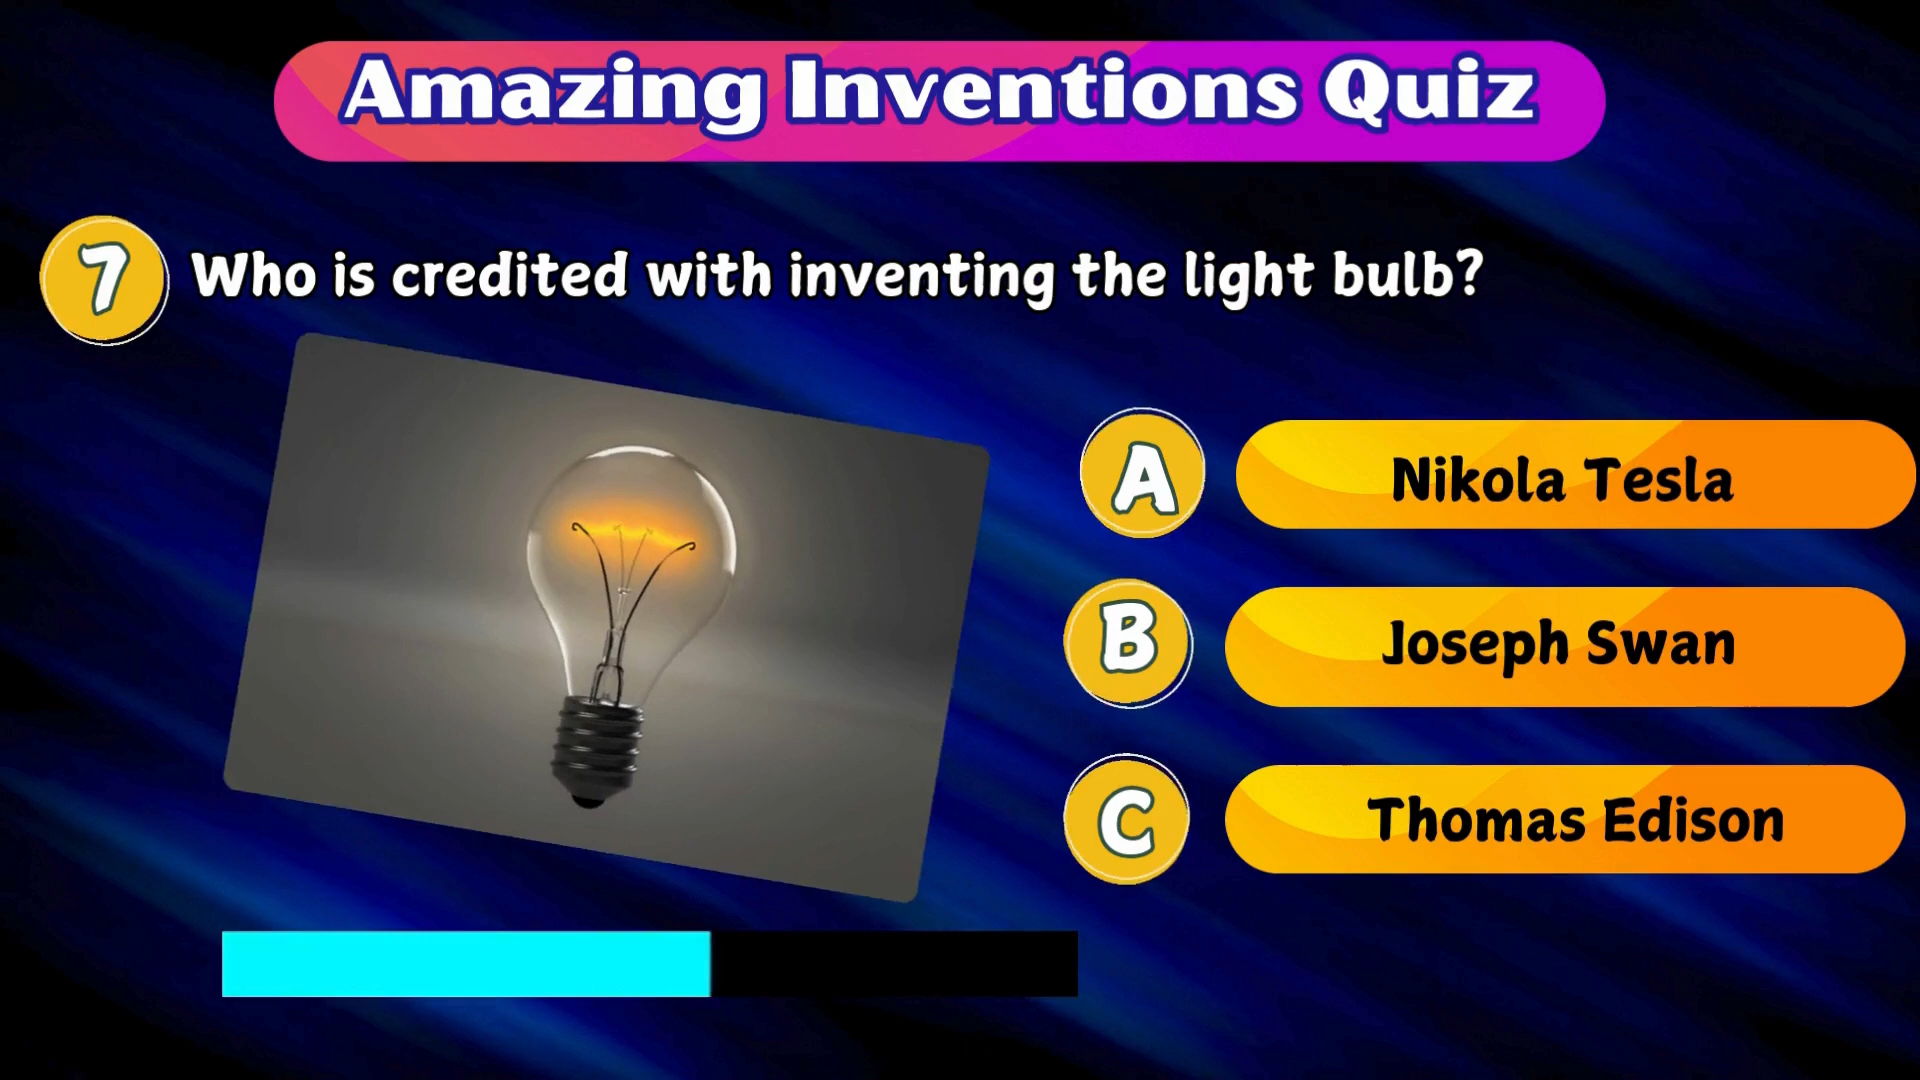 Amazing Inventions Quiz
7 Who is credited with inventing the light bulb?
A Nikola Tesla
B Joseph Swan
C Thomas Edison